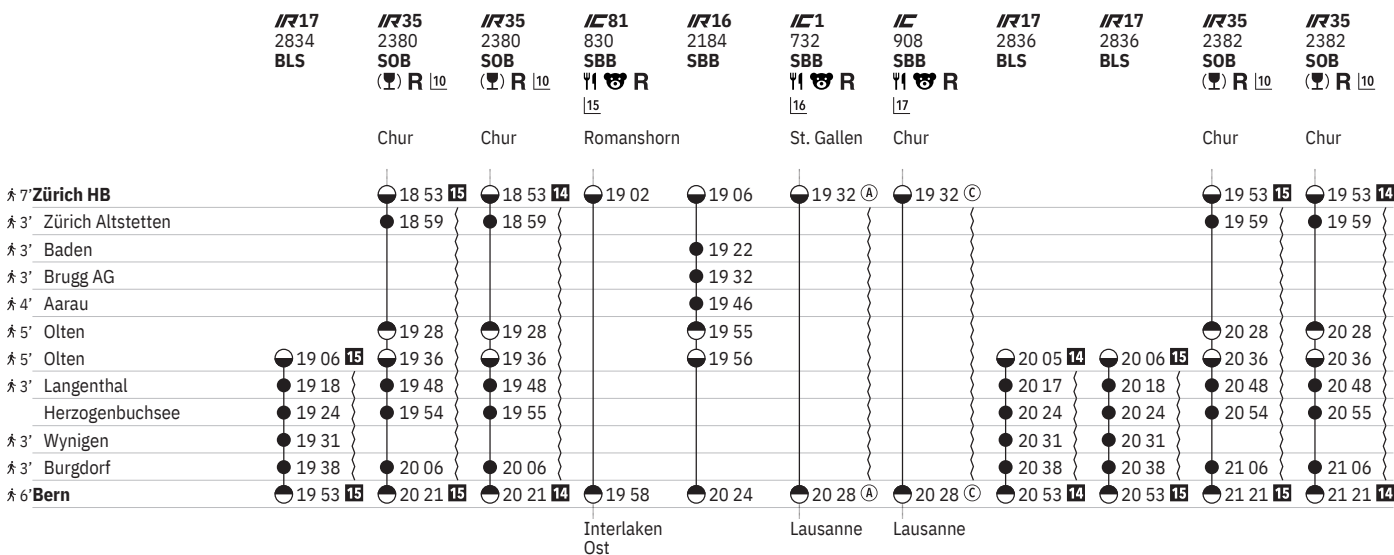 IR17 IR35 IR35 IC81 IR16 IC1 IC IR17 IR17 IR35 IR35
2834 2380 2380 830 2184 732 908 2836 2836 2382 2382
BLS SOB SOB SBB SBB SBB SBB BLS BLS SOB SOB
R 10 R 10 R R R R 10 R 10
15 16 17
Chur Chur Romanshorn St. Gallen Chur Chur Chur
7' Zürich HB 18 53 15 18 53 14 19 02 19 06 19 32 A 19 32 C 19 53 15 19 53 14
3' Zürich Altstetten 18 59 18 59 19 59 19 59
3' Baden 19 22
3' Brugg AG 19 32
4' Aarau 19 46
5' Olten 19 28 19 28 19 55 20 28 20 28
5' Olten 19 06 15 19 36 19 36 19 56 20 05 14 20 06 15 20 36 20 36
3' Langenthal 19 18 19 48 19 48 20 17 20 18 20 48 20 48
Herzogenbuchsee 19 24 19 54 19 55 20 24 20 24 20 54 20 55
3' Wynigen 19 31 20 31 20 31
3' Burgdorf 19 38 20 06 20 06 20 38 20 38 21 06 21 06
6' Bern 19 53 15 20 21 15 20 21 14 19 58 20 24 20 28 A 20 28 C 20 53 14 20 53 15 21 21 15 21 21 14
Interlaken Lausanne Lausanne
Ost